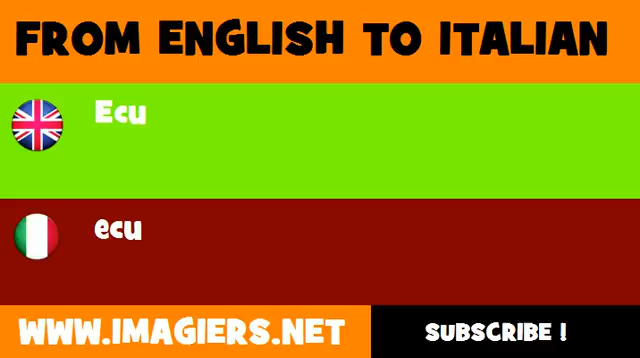 FROM ENGLISH TO ITALIAN
Ecu
ecu
WWW.IMAGIERS.NET
SUBSCRIBE !